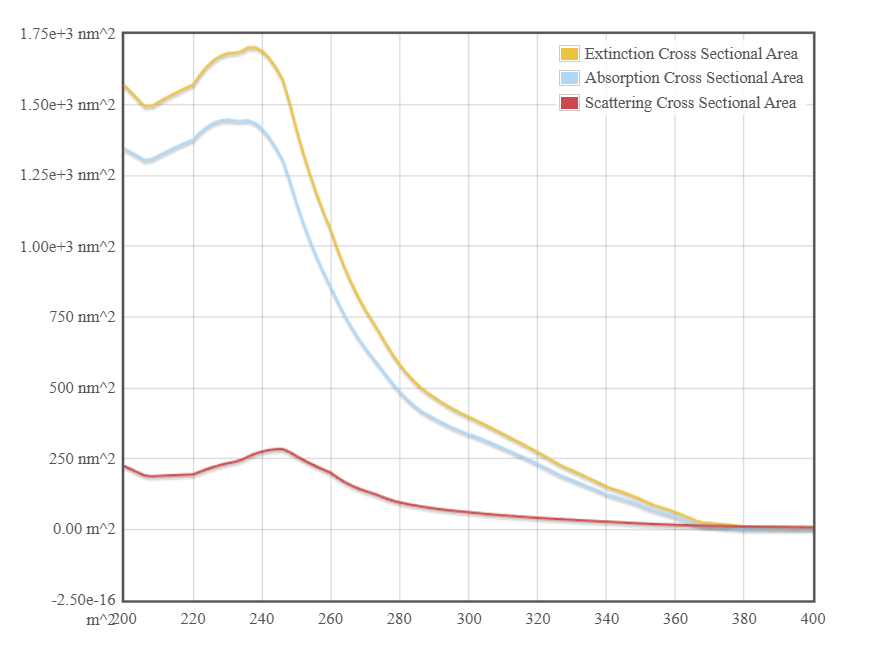 1.75e+3 nm^2
Extinction Cross Sectional Area
Absorption Cross Sectional Area
Scattering Cross Sectional Area
1.50e+3 nm^2
1.25e+3 nm^2
1.00e+3 nm^2
750 nm^2
500 nm^2
250 nm^2
0.00 m^2
-2.50e-16
m^2
200 220 240 260 280 300 320 340 360 380 400